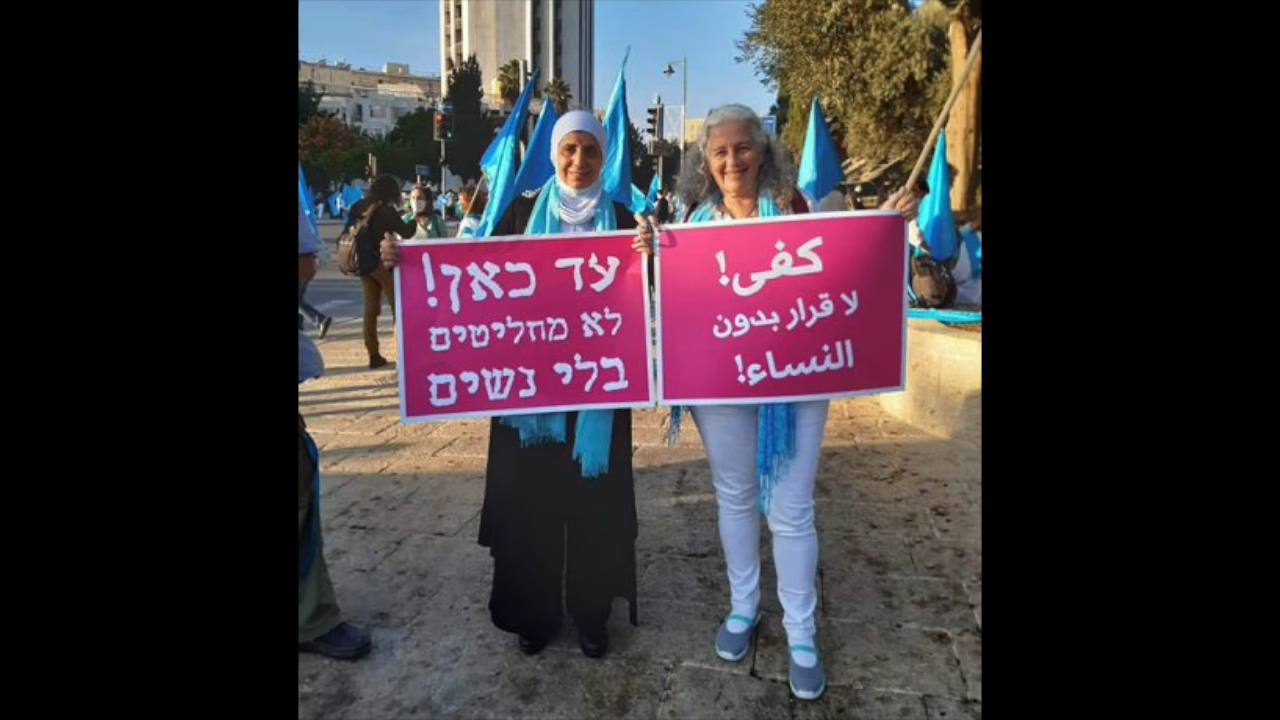 עד כאן!
לא מחליטים
בלי נשים
كفى!
لا قرار بدون
النساء!